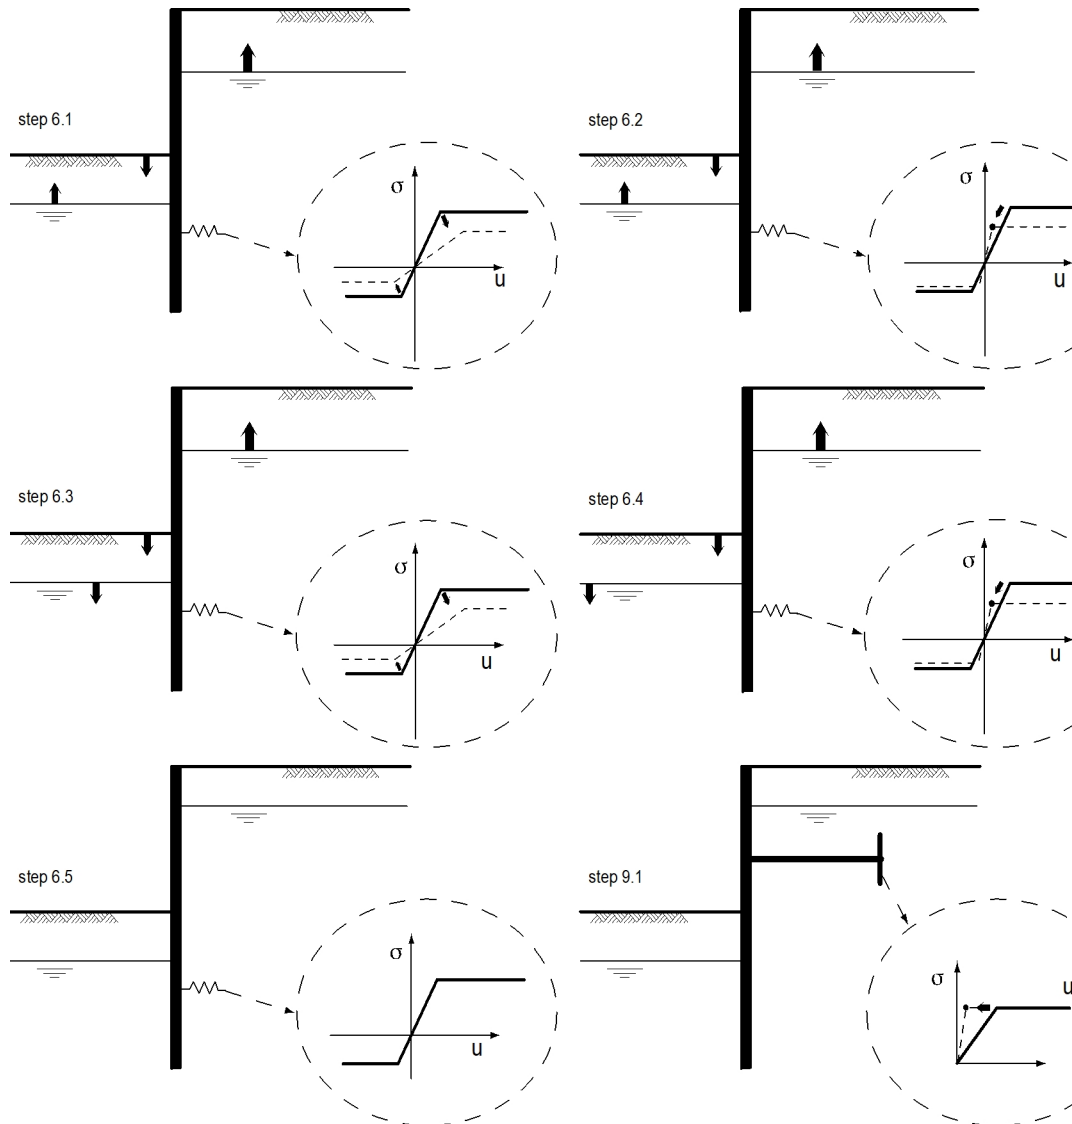 step 6.1
σ
u
step 6.2
σ
u
step 6.3
σ
u
step 6.4
σ
u
step 6.5
σ
u
step 9.1
σ
u